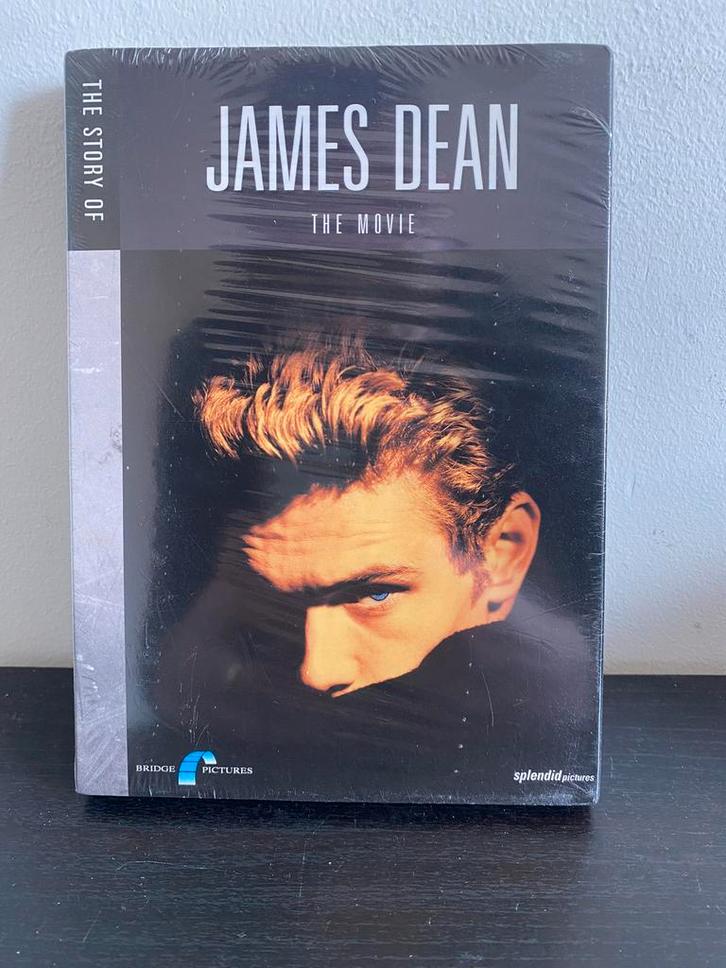 THE STORY OF
JAMES DEAN
THE MOVIE
BRIDGE PICTURES
splendid pictures